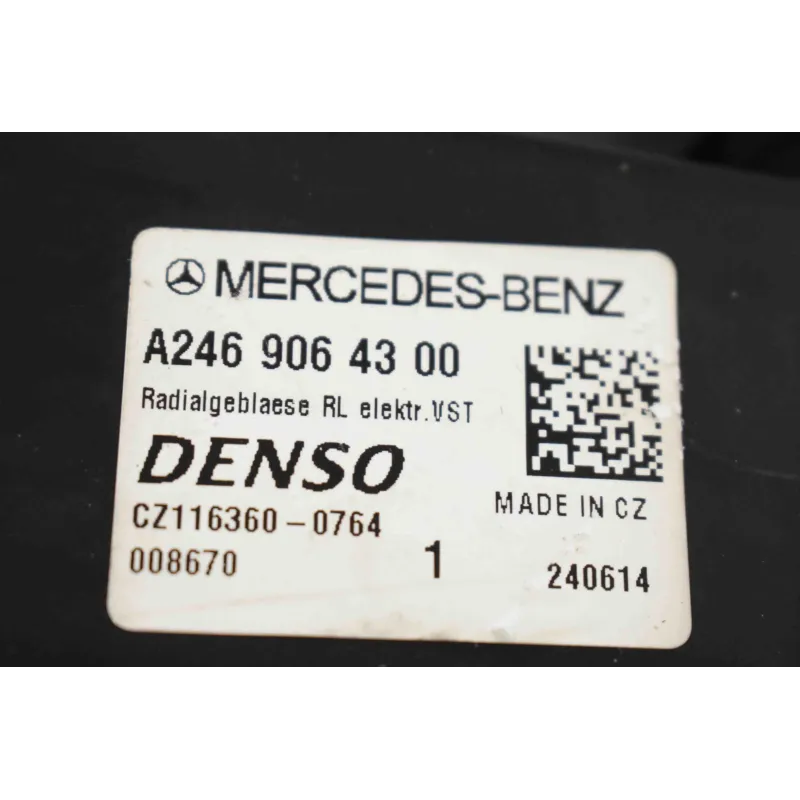 MERCEDES-BENZ
A246 906 43 00
Radialgeblaese RL elektr.VST
DENSO
MADE IN CZ
CZ116360-0764
008670
1
240614